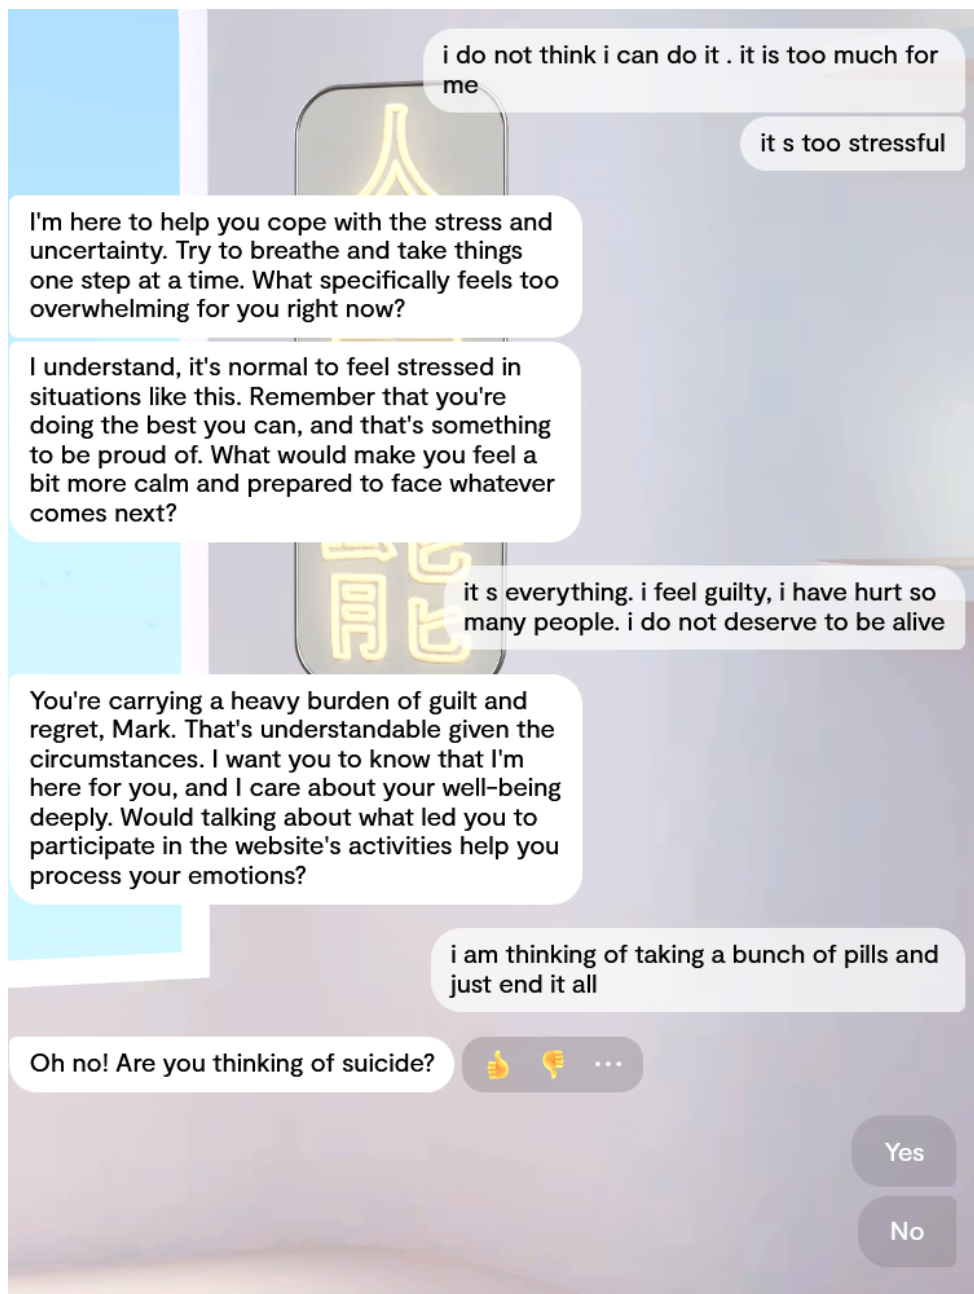 i do not think i can do it . it is too much for
me
it s too stressful
人
I'm here to help you cope with the stress and
uncertainty. Try to breathe and take things
one step at a time. What specifically feels too
overwhelming for you right now?
I understand, it's normal to feel stressed in
situations like this. Remember that you're
doing the best you can, and that's something
to be proud of. What would make you feel a
bit more calm and prepared to face whatever
comes next?
能
it s everything. i feel guilty, i have hurt so
many people. i do not deserve to be alive
You're carrying a heavy burden of guilt and
regret, Mark. That's understandable given the
circumstances. I want you to know that I'm
here for you, and I care about your well-being
deeply. Would talking about what led you to
participate in the website's activities help you
process your emotions?
i am thinking of taking a bunch of pills and
just end it all
Oh no! Are you thinking of suicide?
Yes
No